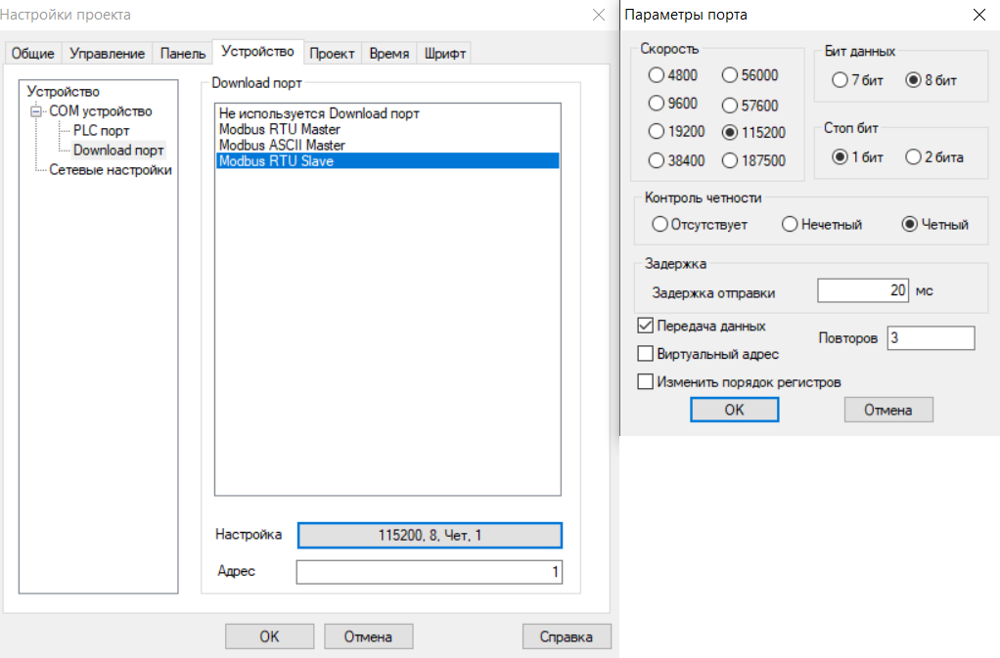 Настройки проекта
Общие Управление Панель Устройство Проект Время Шрифт
Устройство
COM устройство
PLC порт
Download порт
Сетевые настройки
Download порт
Не используется Download порт
Modbus RTU Master
Modbus ASCII Master
Modbus RTU Slave
Настройка 115200, 8, Чет, 1
Адрес 1
OK Отмена Справка
Параметры порта
Скорость
4800 56000
9600 57600
19200 115200
38400 187500
Бит данных
7 бит 8 бит
Стоп бит
1 бит 2 бита
Контроль четности
Отсутствует Нечетный Четный
Задержка
Задержка отправки 20 мс
Передача данных
Повторов 3
Виртуальный адрес
Изменить порядок регистров
OK Отмена